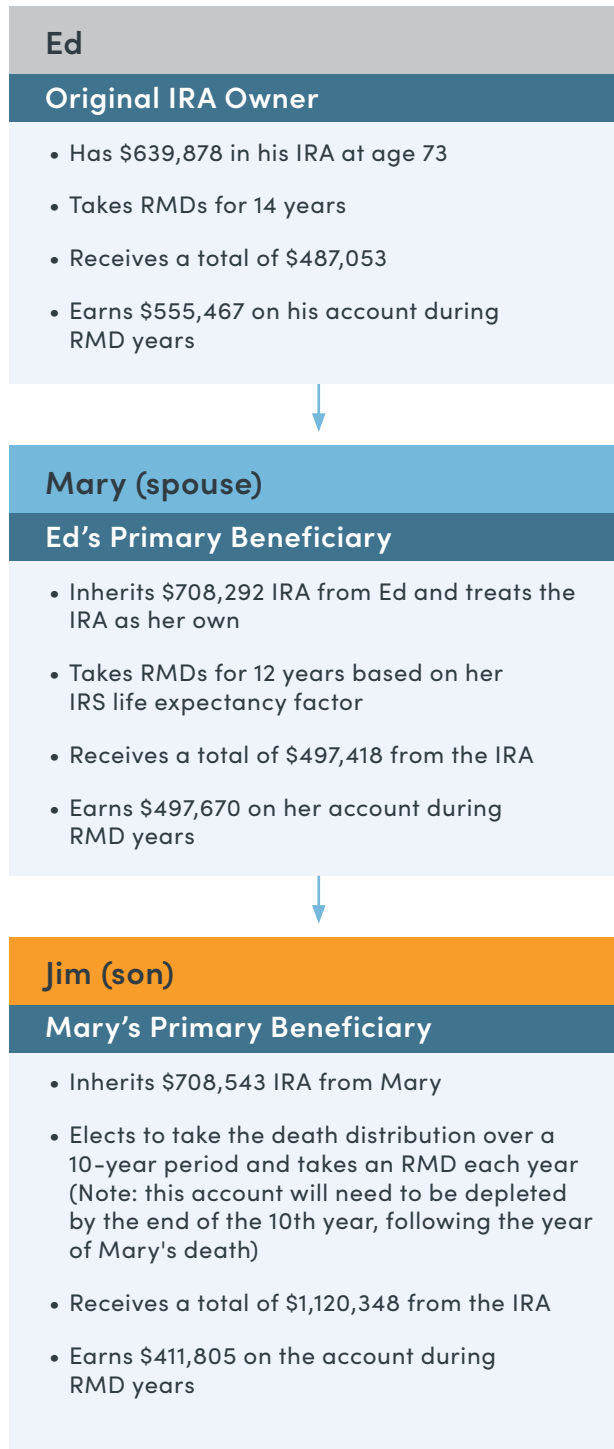 Ed
Original IRA Owner
• Has $639,878 in his IRA at age 73
• Takes RMDs for 14 years
• Receives a total of $487,053
• Earns $555,467 on his account during
RMD years
Mary (spouse)
Ed's Primary Beneficiary
• Inherits $708,292 IRA from Ed and treats the
IRA as her own
• Takes RMDs for 12 years based on her
IRS life expectancy factor
• Receives a total of $497,418 from the IRA
• Earns $497,670 on her account during
RMD years
Jim (son)
Mary's Primary Beneficiary
• Inherits $708,543 IRA from Mary
• Elects to take the death distribution over a
10-year period and takes an RMD each year
(Note: this account will need to be depleted
by the end of the 10th year, following the year
of Mary's death)
• Receives a total of $1,120,348 from the IRA
• Earns $411,805 on the account during
RMD years